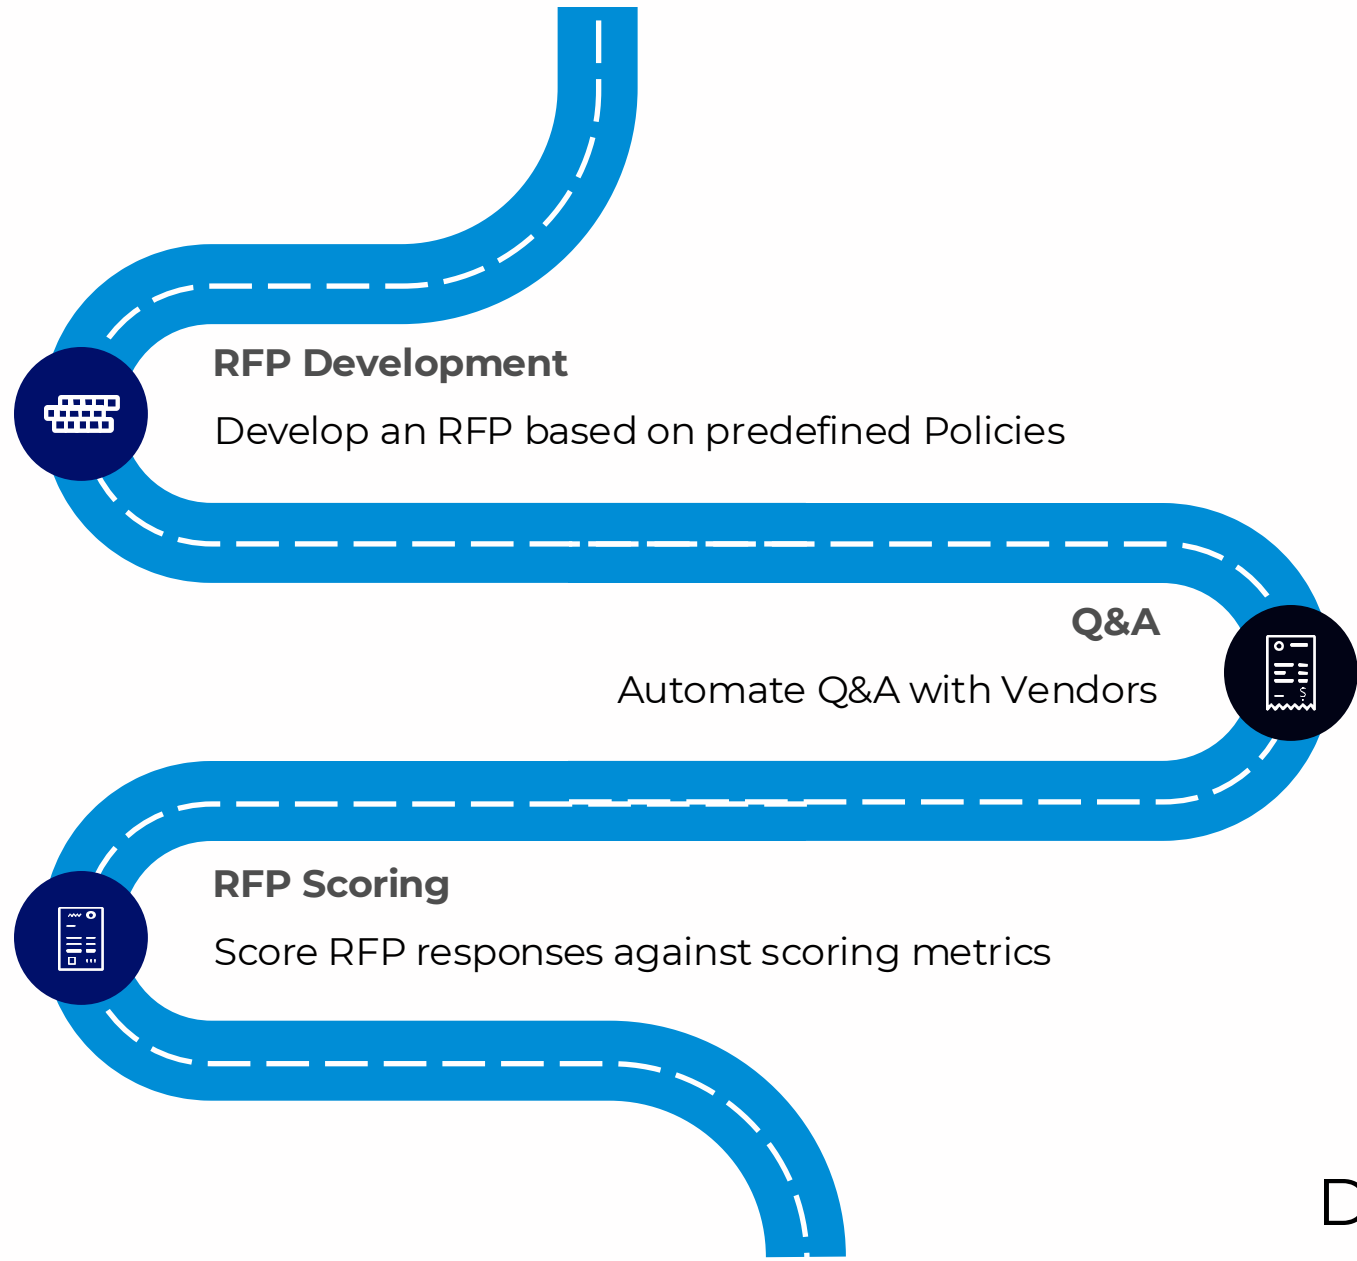 RFP Development
Develop an RFP based on predefined Policies
Q&A
Automate Q&A with Vendors
RFP Scoring
Score RFP responses against scoring metrics